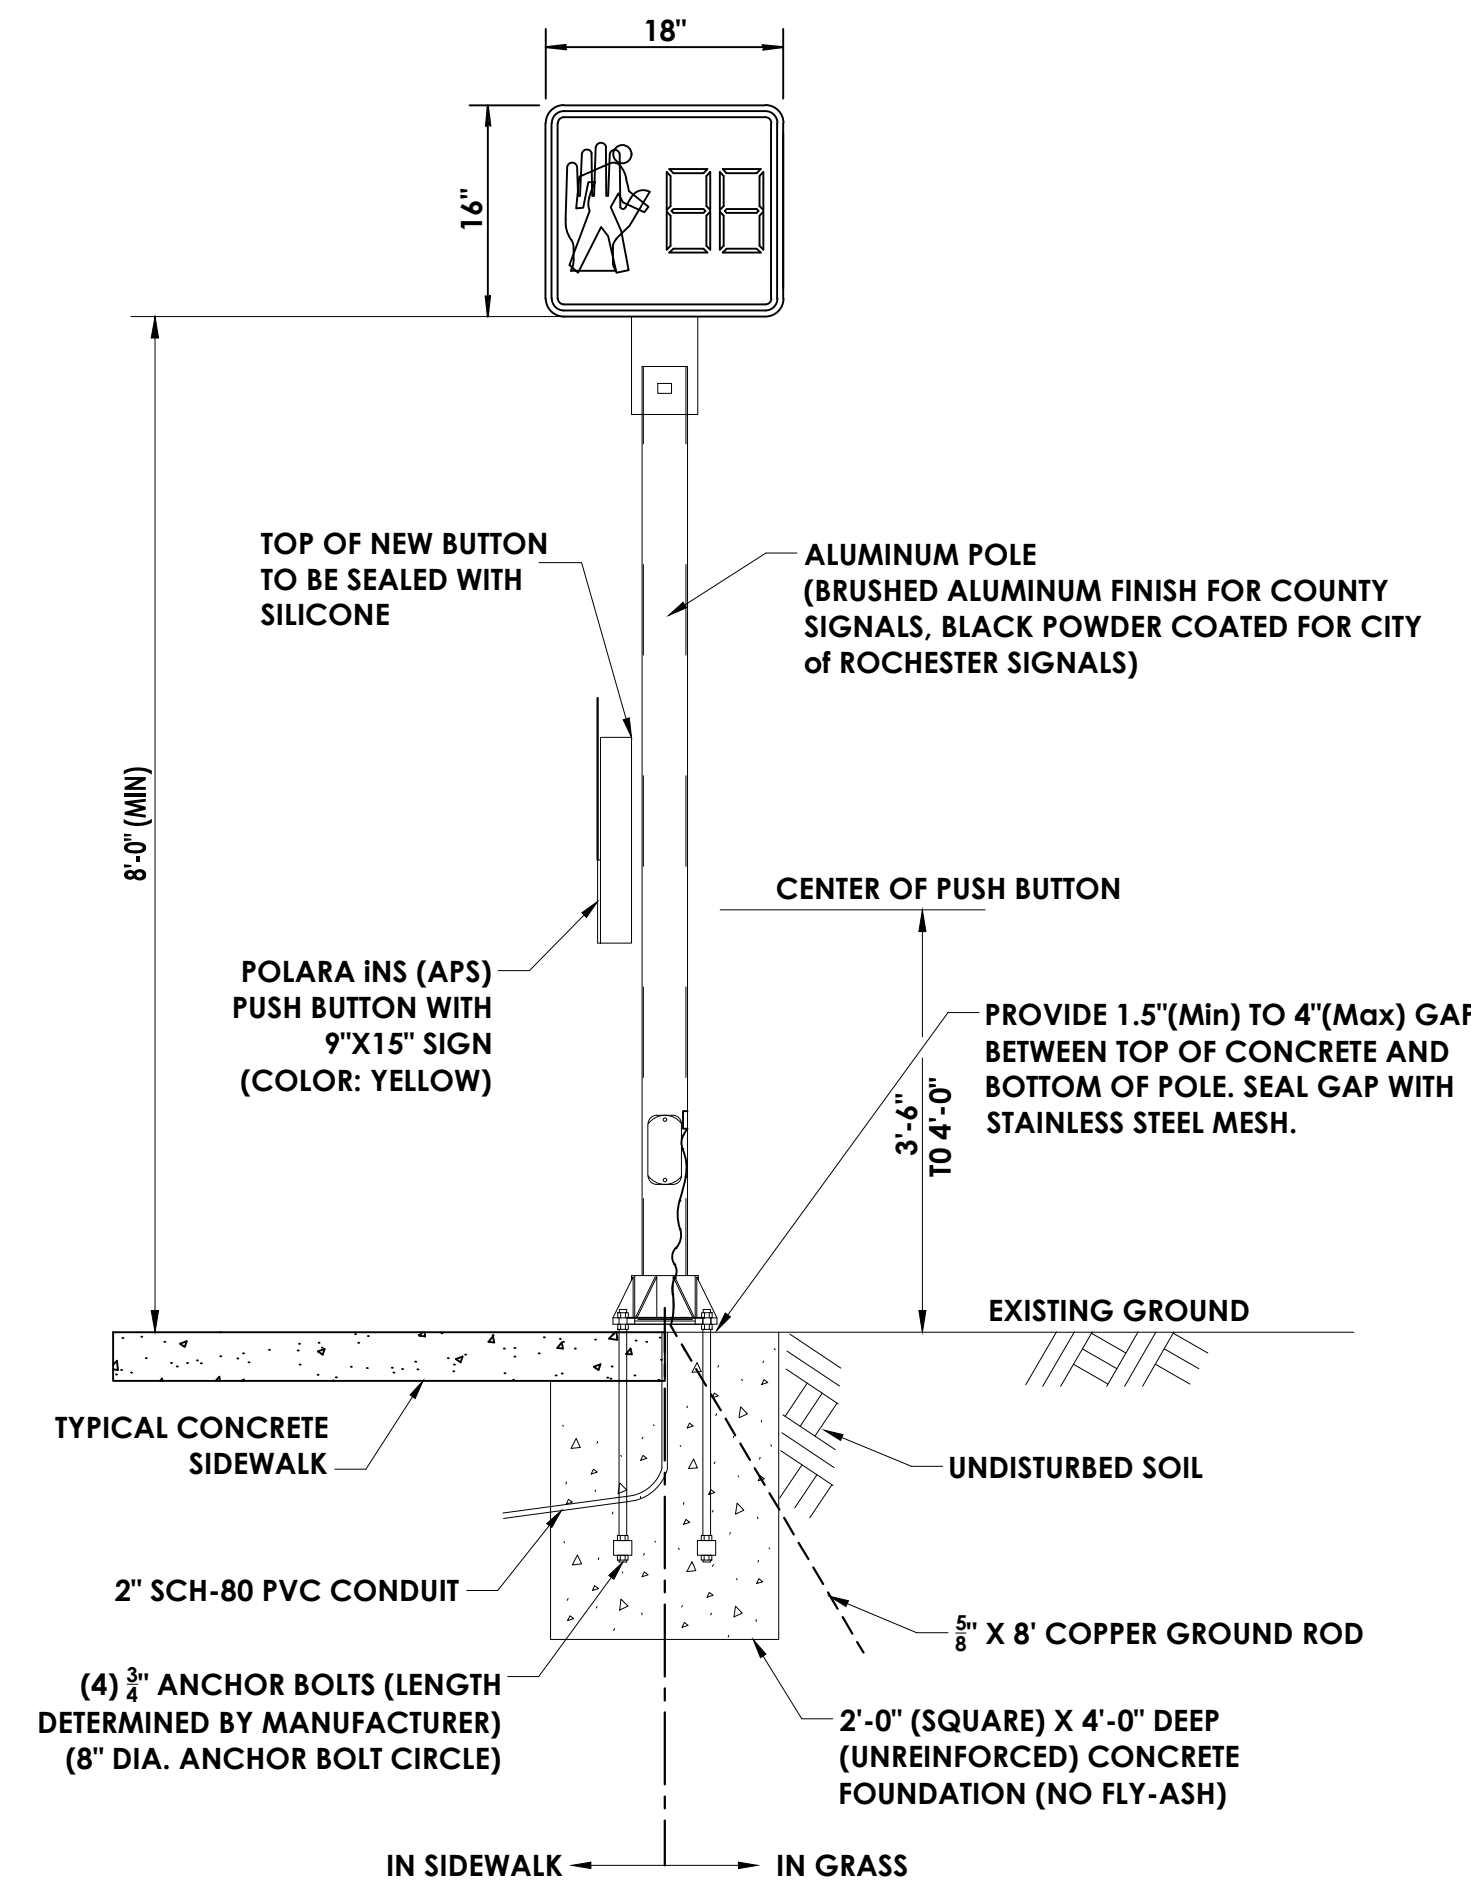 18"
16"
8'-0" (MIN)
TOP OF NEW BUTTON
TO BE SEALED WITH
SILICONE
ALUMINUM POLE
(BRUSHED ALUMINUM FINISH FOR COUNTY
SIGNALS, BLACK POWDER COATED FOR CITY
of ROCHESTER SIGNALS)
CENTER OF PUSH BUTTON
POLARA iNS (APS)
PUSH BUTTON WITH
9"X15" SIGN
(COLOR: YELLOW)
PROVIDE 1.5"(Min) TO 4"(Max) GAP
BETWEEN TOP OF CONCRETE AND
BOTTOM OF POLE. SEAL GAP WITH
STAINLESS STEEL MESH.
3'-6"
TO 4'-0"
EXISTING GROUND
TYPICAL CONCRETE
SIDEWALK
UNDISTURBED SOIL
2" SCH-80 PVC CONDUIT
5/8" X 8' COPPER GROUND ROD
(4) 3/4" ANCHOR BOLTS (LENGTH
DETERMINED BY MANUFACTURER)
(8" DIA. ANCHOR BOLT CIRCLE)
2'-0" (SQUARE) X 4'-0" DEEP
(UNREINFORCED) CONCRETE
FOUNDATION (NO FLY-ASH)
IN SIDEWALK
IN GRASS